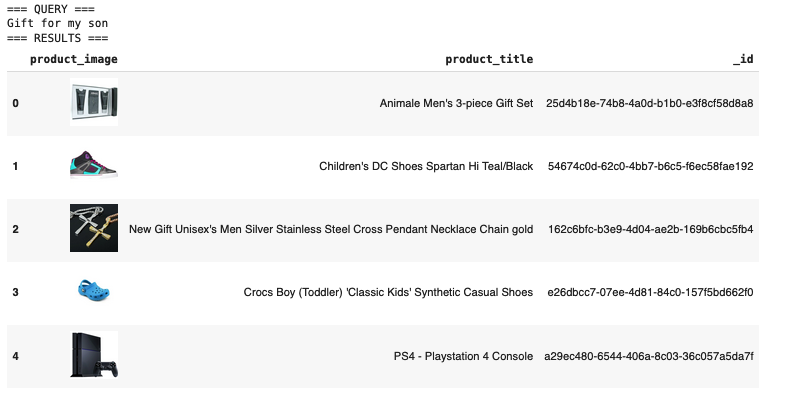 === QUERY ===
Gift for my son
=== RESULTS ===
product_image product_title _id
0 Animale Men's 3-piece Gift Set 25d4b18e-74b8-4a0d-b1b0-e3f8cf58d8a8
1 Children's DC Shoes Spartan Hi Teal/Black 54674c0d-62c0-4bb7-b6c5-f6ec58fae192
2 New Gift Unisex's Men Silver Stainless Steel Cross Pendant Necklace Chain gold 162c6bfc-b3e9-4d04-ae2b-169b6cbc5fb4
3 Crocs Boy (Toddler) 'Classic Kids' Synthetic Casual Shoes e26dbcc7-07ee-4d81-84c0-157f5bd662f0
4 PS4 - Playstation 4 Console a29ec480-6544-406a-8c03-36c057a5da7f